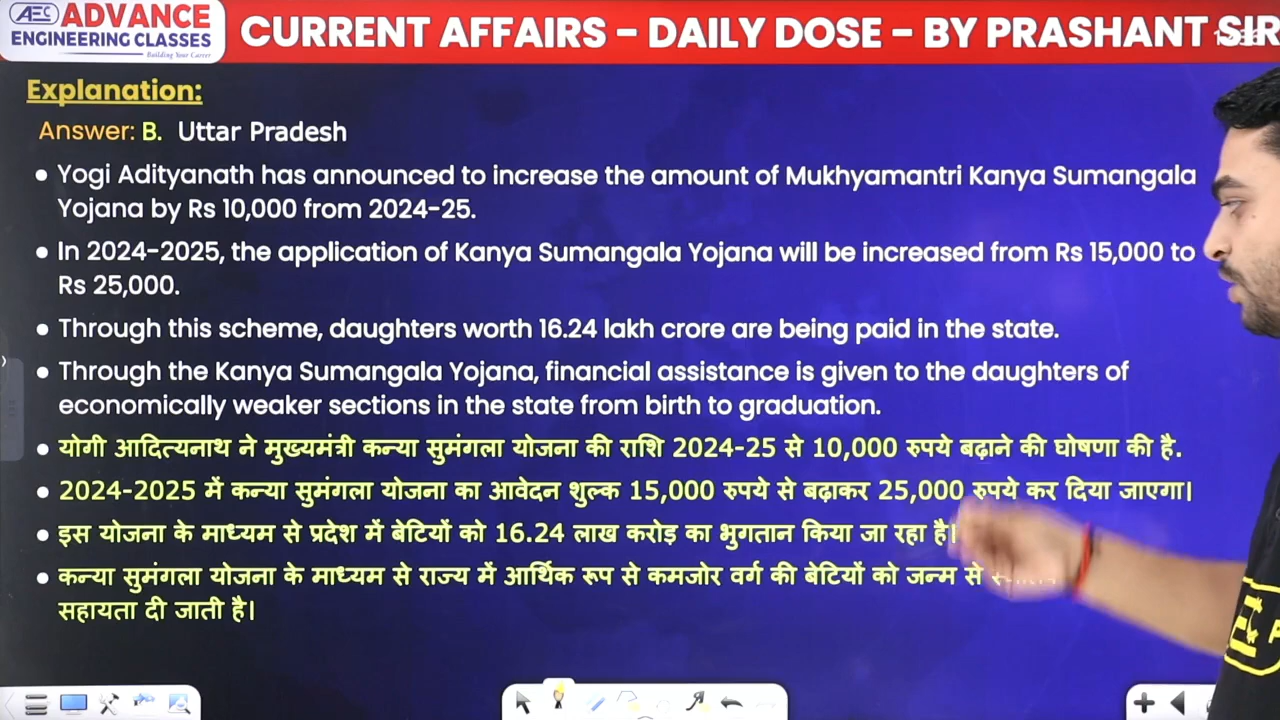 AEC ADVANCE
ENGINEERING CLASSES
Building Your Career
CURRENT AFFAIRS – DAILY DOSE – BY PRASHANT SIR
Explanation:
Answer: B. Uttar Pradesh
• Yogi Adityanath has announced to increase the amount of Mukhyamantri Kanya Sumangala
Yojana by Rs 10,000 from 2024-25.
• In 2024-2025, the application of Kanya Sumangala Yojana will be increased from Rs 15,000 to
Rs 25,000.
• Through this scheme, daughters worth 16.24 lakh crore are being paid in the state.
• Through the Kanya Sumangala Yojana, financial assistance is given to the daughters of
economically weaker sections in the state from birth to graduation.
• योगी आदित्यनाथ ने मुख्यमंत्री कन्या सुमंगला योजना की राशि 2024-25 से 10,000 रुपये बढ़ाने की घोषणा की है.
• 2024-2025 में कन्या सुमंगला योजना का आवेदन शुल्क 15,000 रुपये से बढ़ाकर 25,000 रुपये कर दिया जाएगा।
• इस योजना के माध्यम से प्रदेश में बेटियों को 16.24 लाख करोड़ का भुगतान किया जा रहा है।
• कन्या सुमंगला योजना के माध्यम से राज्य में आर्थिक रूप से कमजोर वर्ग की बेटियों को जन्म से
सहायता दी जाती है।